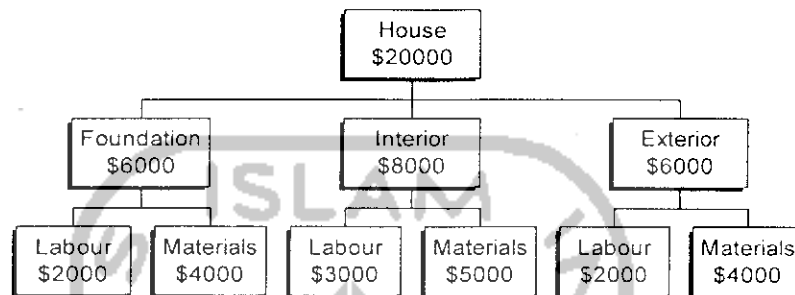 House
$20000
Foundation
$6000
Interior
$8000
Exterior
$6000
Labour
$2000
Materials
$4000
Labour
$3000
Materials
$5000
Labour
$2000
Materials
$4000
ISLAM